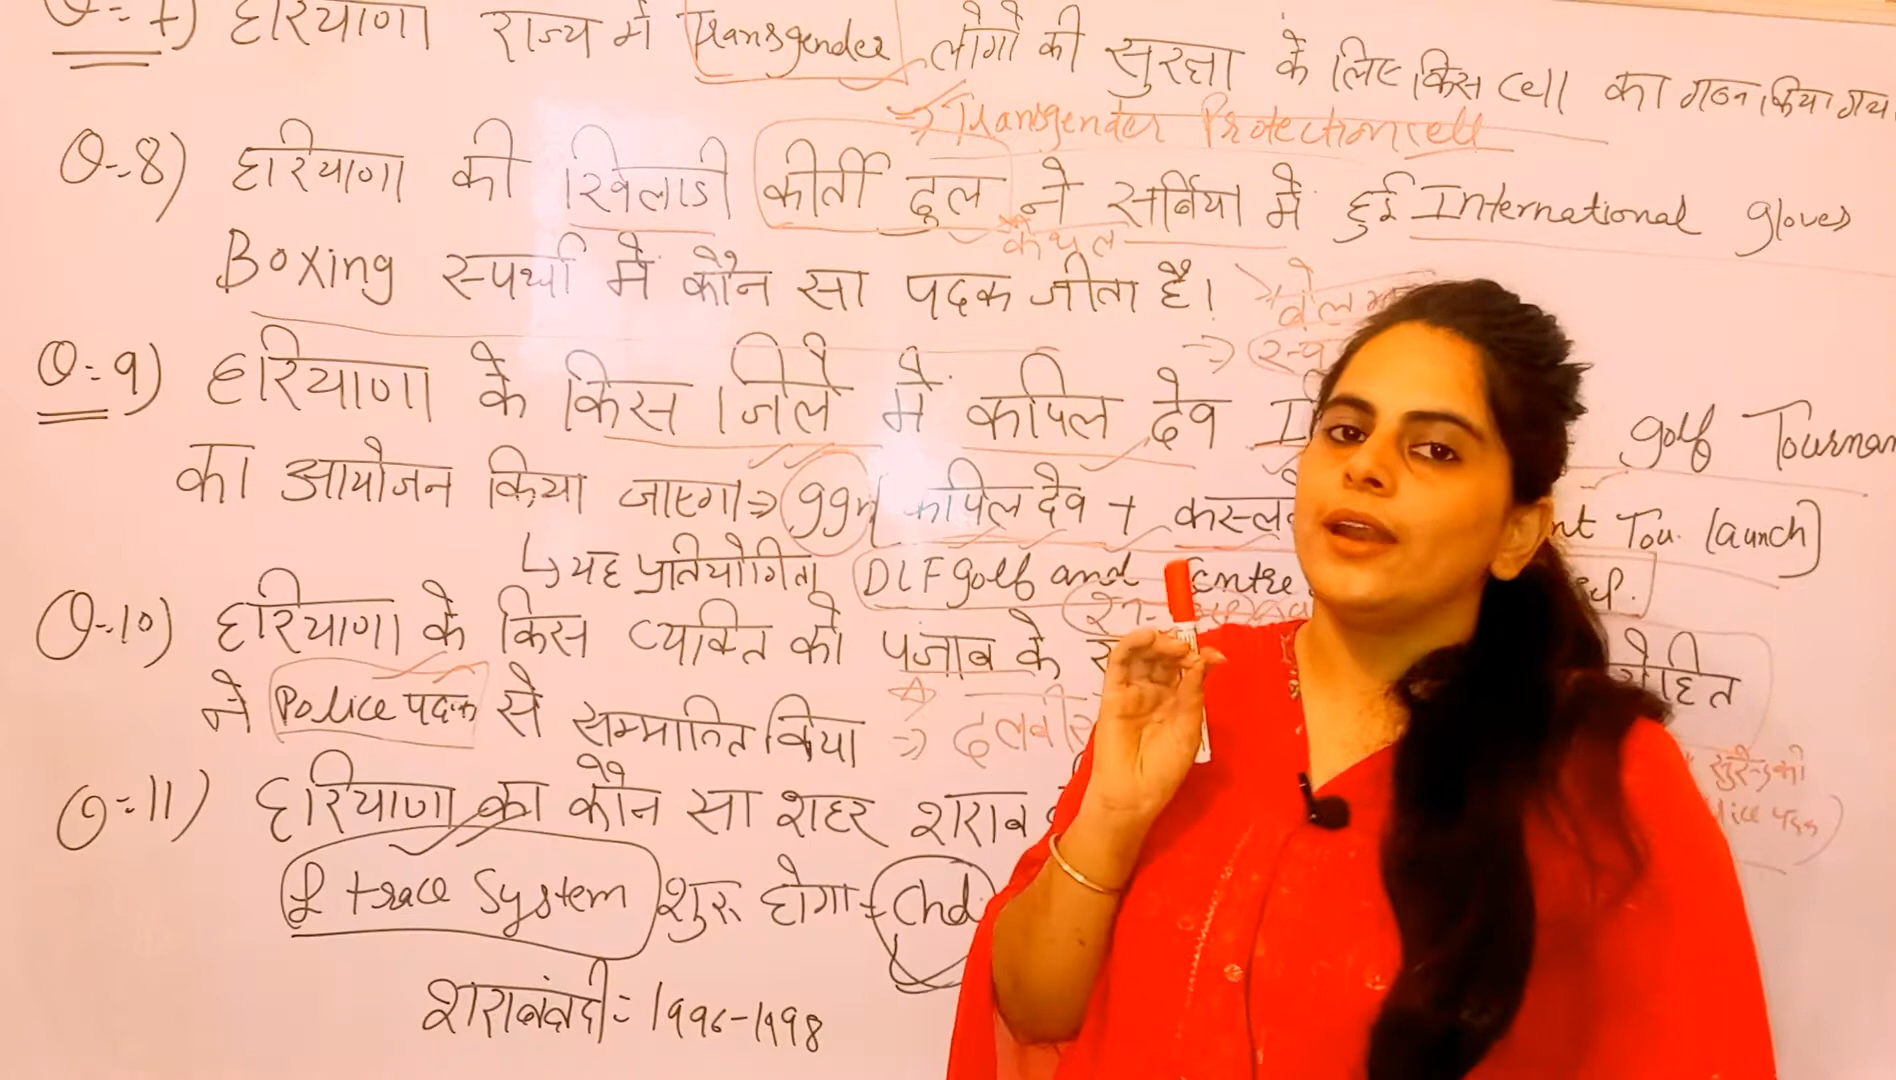 Q-7) हरियाणा राज्य में Transgender लोगों की सुरक्षा के लिए किस cell का गठन किया गया
→ Transgender Protection cell
Q-8) हरियाणा की खिलाडी कीर्ती ढुल ने सर्बिया में हुई International gloves
कैथल
Boxing स्पर्धा में कौन सा पदक जीता है।
Q-9) हरियाणा के किस जिले में कपिल देव golf Tournam
का आयोजन किया जाएगा⇒ ggn कपिल देव + Tou. launch)
↳ यह प्रतियोगिता DLF golf and
Q-10) हरियाणा के किस व्यक्ति को पंजाब के
ने Police पदक से सम्मानित किया ⇒
Q-11) हरियाणा का कौन सा शहर शराब
trace System शुरू होगा - Chd
शराबबंदी = 1996-1998